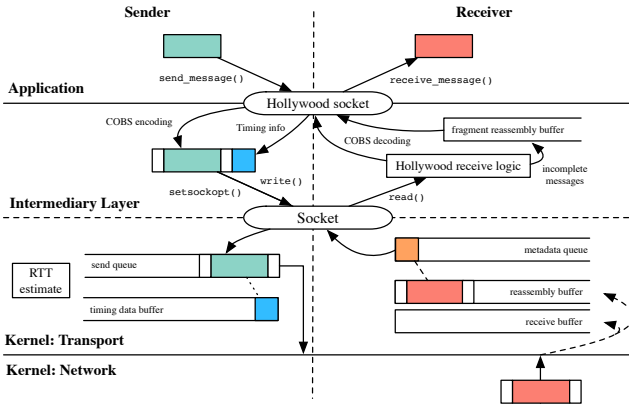 Sender
Receiver
send_message()
receive_message()
Application
Hollywood socket
COBS encoding
Timing info
COBS decoding
fragment reassembly buffer
Hollywood receive logic
incomplete
messages
setsockopt()
write()
read()
Intermediary Layer
Socket
RTT
estimate
send queue
metadata queue
timing data buffer
reassembly buffer
receive buffer
Kernel: Transport
Kernel: Network